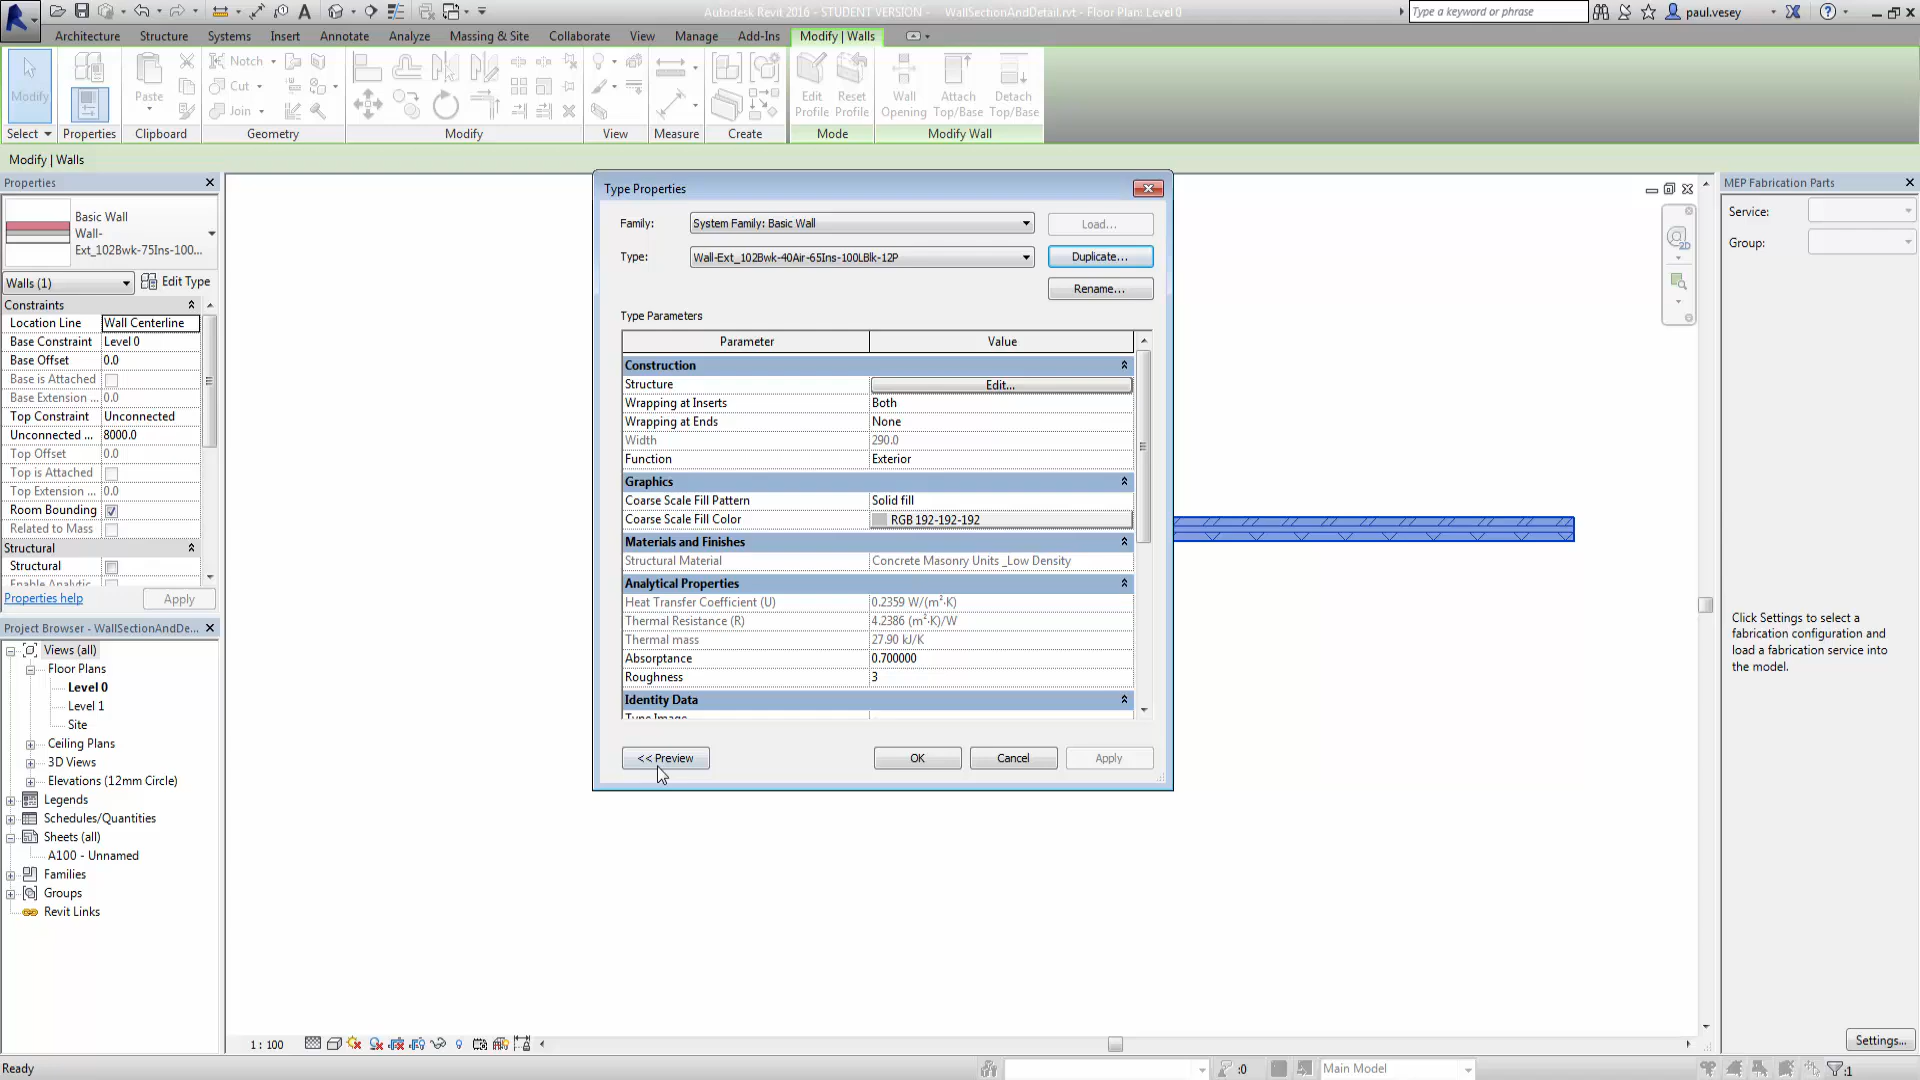 Autodesk Revit 2016 - STUDENT VERSION - WallSectionAndDetail.rvt - Floor Plan: Level 0
Type a keyword or phrase
paul.vesey
Architecture Structure Systems Insert Annotate Analyze Massing & Site Collaborate View Manage Add-Ins Modify | Walls
Modify
Paste
Notch
Cut
Join
Edit Profile
Reset Profile
Wall Opening
Attach Top/Base
Detach Top/Base
Select Properties Clipboard Geometry Modify View Measure Create Mode Modify Wall
Modify | Walls
Properties
Basic Wall
Wall-
Ext_102Bwk-75Ins-100...
Walls (1) Edit Type
Constraints
Location Line Wall Centerline
Base Constraint Level 0
Base Offset 0.0
Base is Attached
Base Extension ... 0.0
Top Constraint Unconnected
Unconnected ... 8000.0
Top Offset 0.0
Top is Attached
Top Extension ... 0.0
Room Bounding
Related to Mass
Structural
Structural
Enable Analytic
Properties help Apply
Project Browser - WallSectionAndDe...
Views (all)
Floor Plans
Level 0
Level 1
Site
Ceiling Plans
3D Views
Elevations (12mm Circle)
Legends
Schedules/Quantities
Sheets (all)
A100 - Unnamed
Families
Groups
Revit Links
Type Properties
Family: System Family: Basic Wall Load...
Type: Wall-Ext_102Bwk-40Air-65Ins-100LBlk-12P Duplicate...
Rename...
Type Parameters
Parameter Value
Construction
Structure Edit...
Wrapping at Inserts Both
Wrapping at Ends None
Width 290.0
Function Exterior
Graphics
Coarse Scale Fill Pattern Solid fill
Coarse Scale Fill Color RGB 192-192-192
Materials and Finishes
Structural Material Concrete Masonry Units _Low Density
Analytical Properties
Heat Transfer Coefficient (U) 0.2359 W/(m²·K)
Thermal Resistance (R) 4.2386 (m²·K)/W
Thermal mass 27.90 kJ/K
Absorptance 0.700000
Roughness 3
Identity Data
Type Image
<< Preview OK Cancel Apply
2D
MEP Fabrication Parts
Service:
Group:
Click Settings to select a
fabrication configuration and
load a fabrication service into
the model.
Settings...
1 : 100
Ready
:0
Main Model
:1